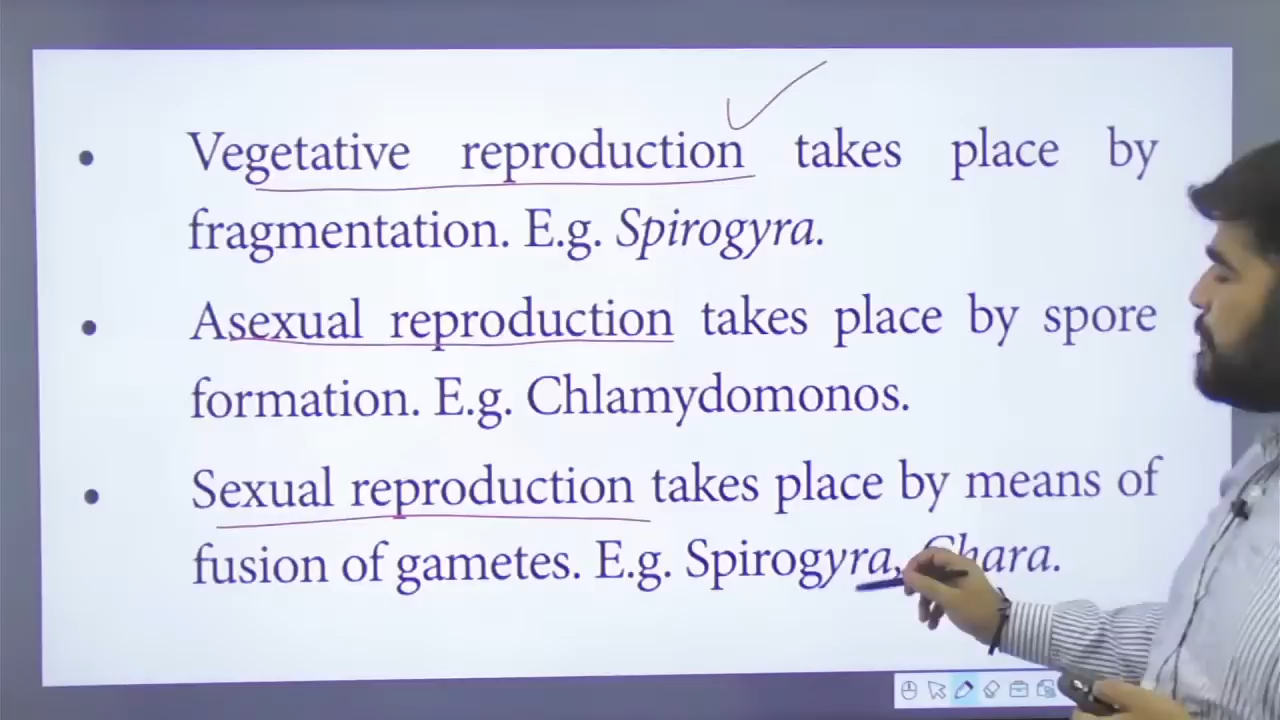 • Vegetative reproduction takes place by
fragmentation. E.g. Spirogyra.
• Asexual reproduction takes place by spore
formation. E.g. Chlamydomonos.
• Sexual reproduction takes place by means of
fusion of gametes. E.g. Spirogyra, Chara.